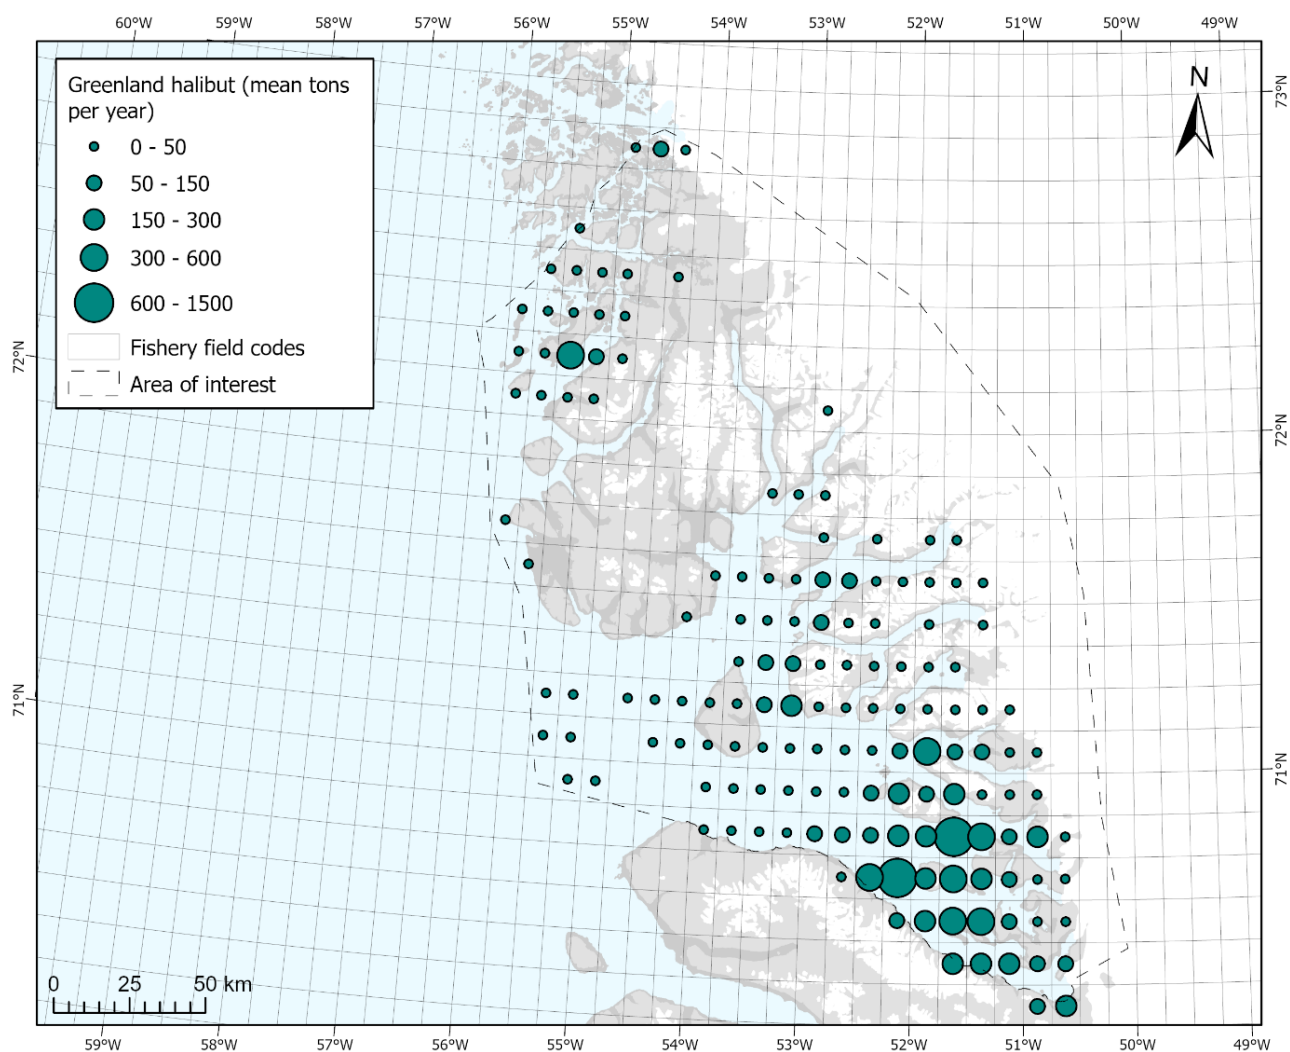 60°W 59°W 58°W 57°W 56°W 55°W 54°W 53°W 52°W 51°W 50°W 49°W
Greenland halibut (mean tons
per year)
0 - 50
50 - 150
150 - 300
300 - 600
600 - 1500
Fishery field codes
Area of interest
N
73°N
72°N
72°N
71°N
71°N
0 25 50 km
59°W 58°W 57°W 56°W 55°W 54°W 53°W 52°W 51°W 50°W 49°W